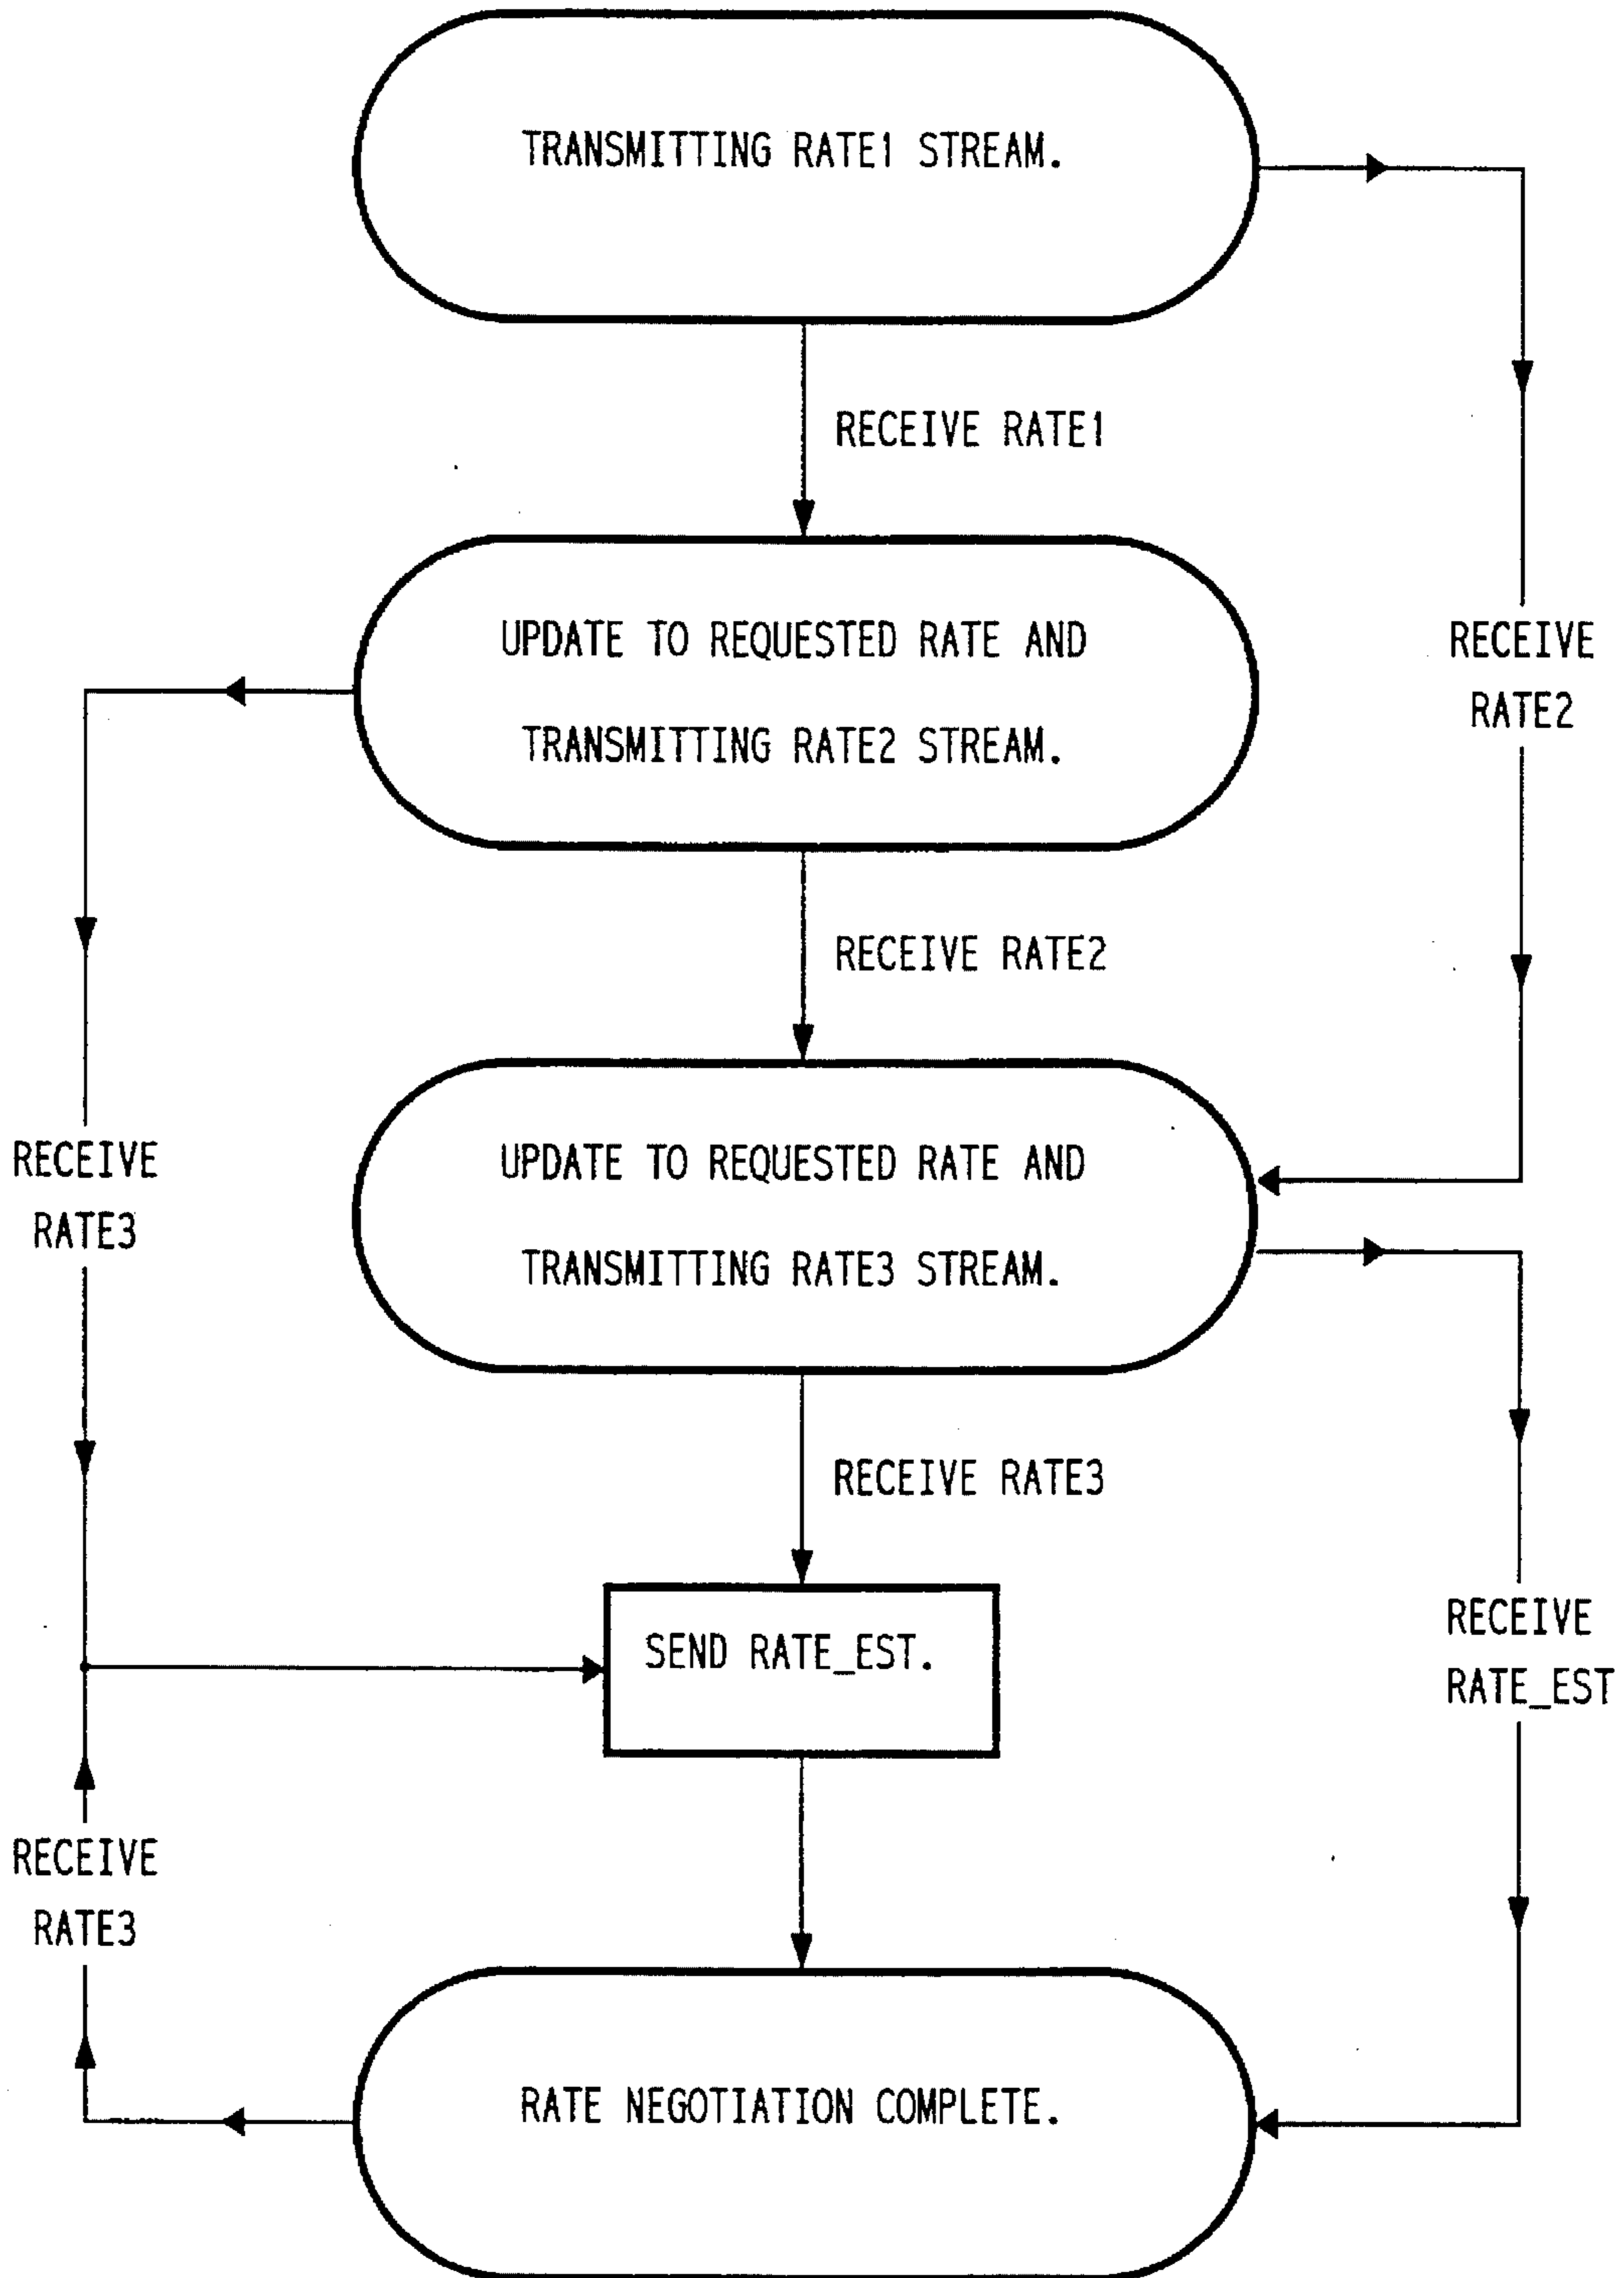 TRANSMITTING RATE1 STREAM.
RECEIVE RATE1
UPDATE TO REQUESTED RATE AND
TRANSMITTING RATE2 STREAM.
RECEIVE
RATE2
RECEIVE RATE2
RECEIVE
RATE3
UPDATE TO REQUESTED RATE AND
TRANSMITTING RATE3 STREAM.
RECEIVE RATE3
SEND RATE_EST.
RECEIVE
RATE_EST
RECEIVE
RATE3
RATE NEGOTIATION COMPLETE.